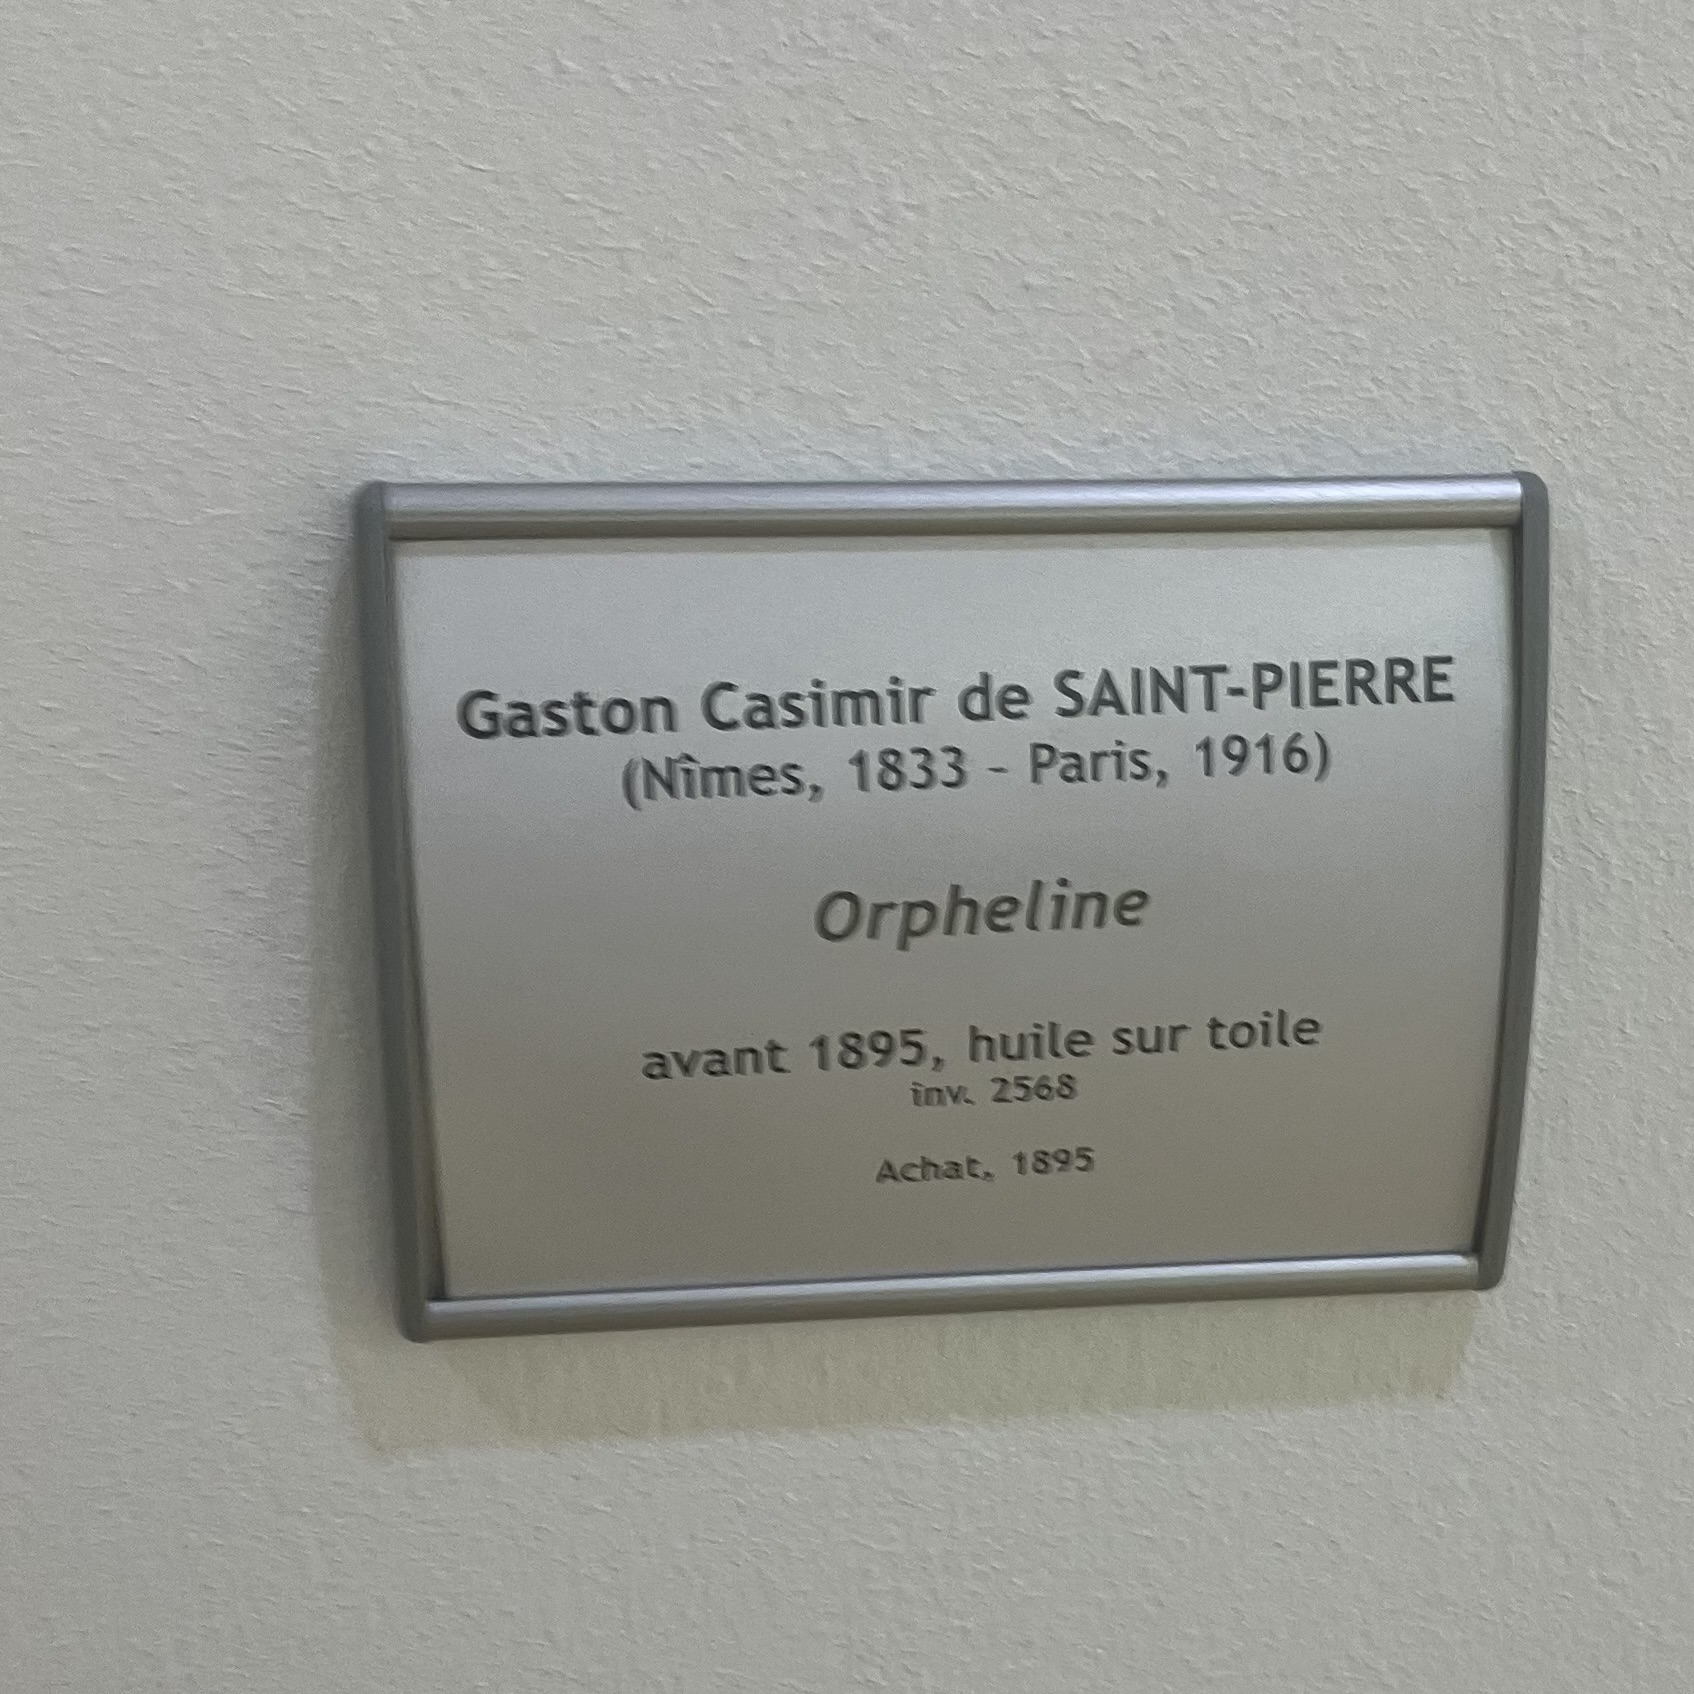 Gaston Casimir de SAINT-PIERRE
(Nîmes, 1833 - Paris, 1916)
Orpheline
avant 1895, huile sur toile
inv. 2568
Achat, 1895